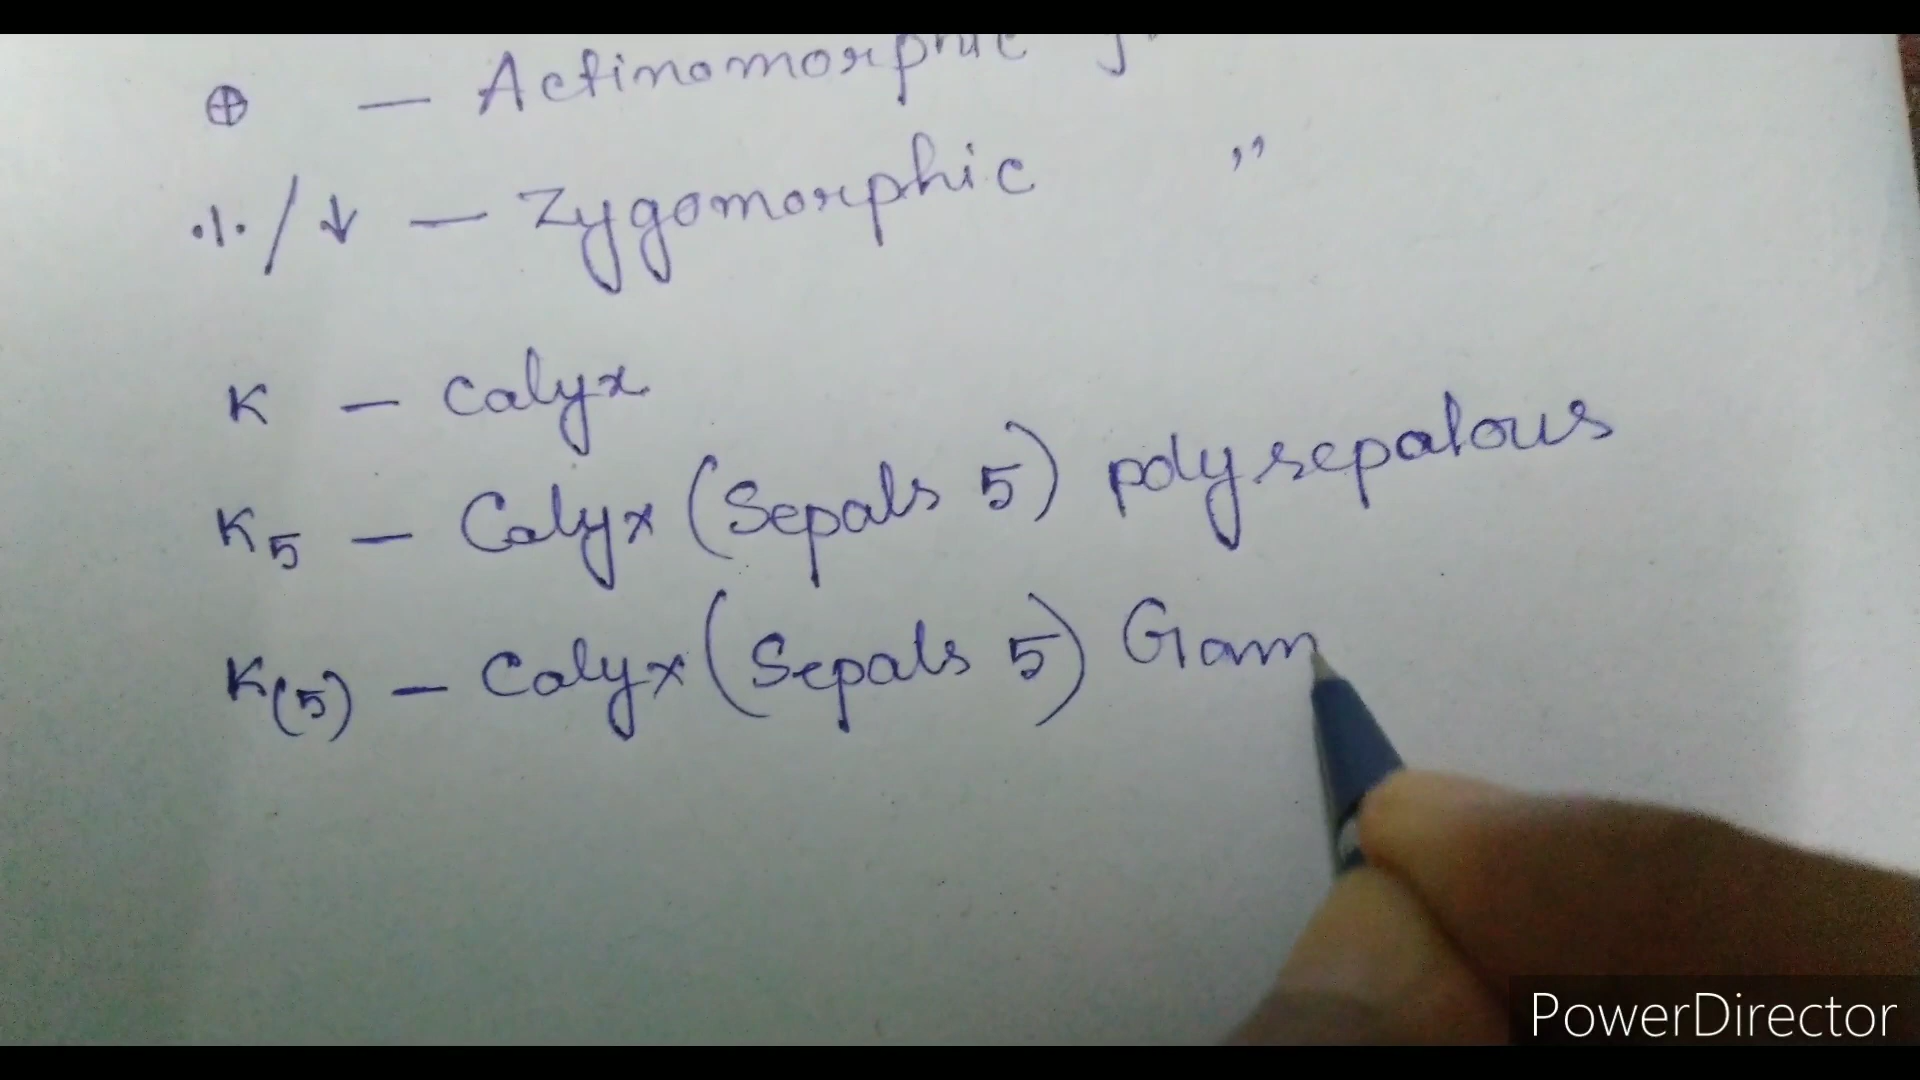 ⊕ — Actinomorphic
·|· / ↓ — Zygomorphic ”
K — Calyx
K5 — Calyx (Sepals 5) polysepalous
K(5) — Calyx (Sepals 5) Gam
PowerDirector